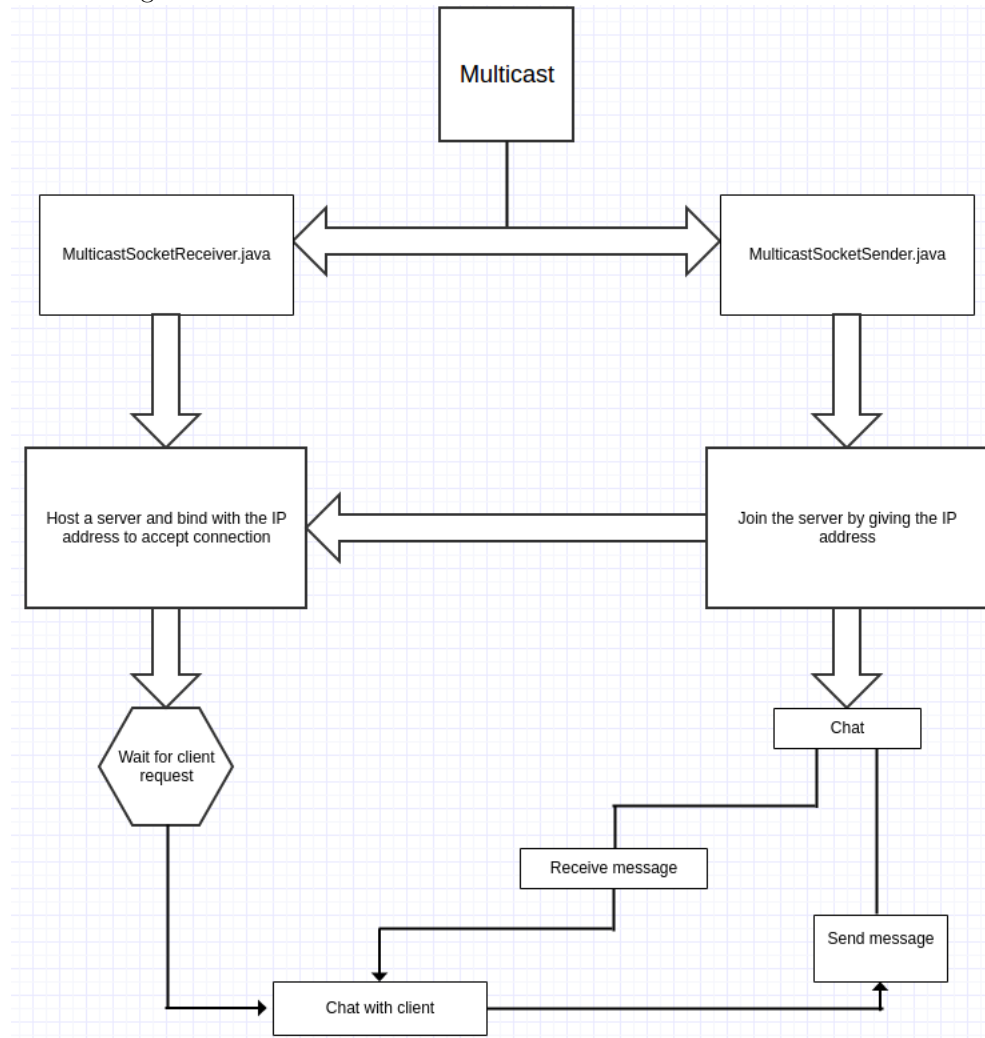 Multicast
MulticastSocketReceiver.java
MulticastSocketSender.java
Host a server and bind with the IP
address to accept connection
Join the server by giving the IP
address
Wait for client
request
Chat
Receive message
Send message
Chat with client